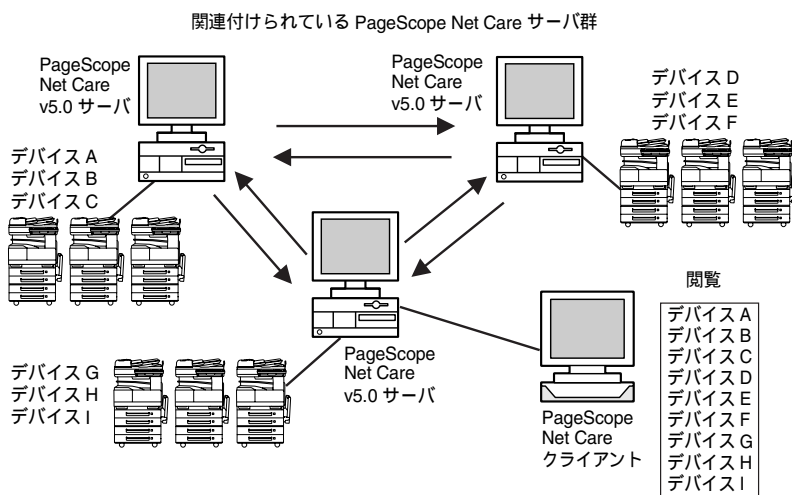 関連付けられている PageScope Net Care サーバ群
PageScope
Net Care
v5.0 サーバ
PageScope
Net Care
v5.0 サーバ
デバイス D
デバイス E
デバイス F
デバイス A
デバイス B
デバイス C
デバイス G
デバイス H
デバイス I
PageScope
Net Care
v5.0 サーバ
PageScope
Net Care
クライアント
閲覧
デバイス A
デバイス B
デバイス C
デバイス D
デバイス E
デバイス F
デバイス G
デバイス H
デバイス I